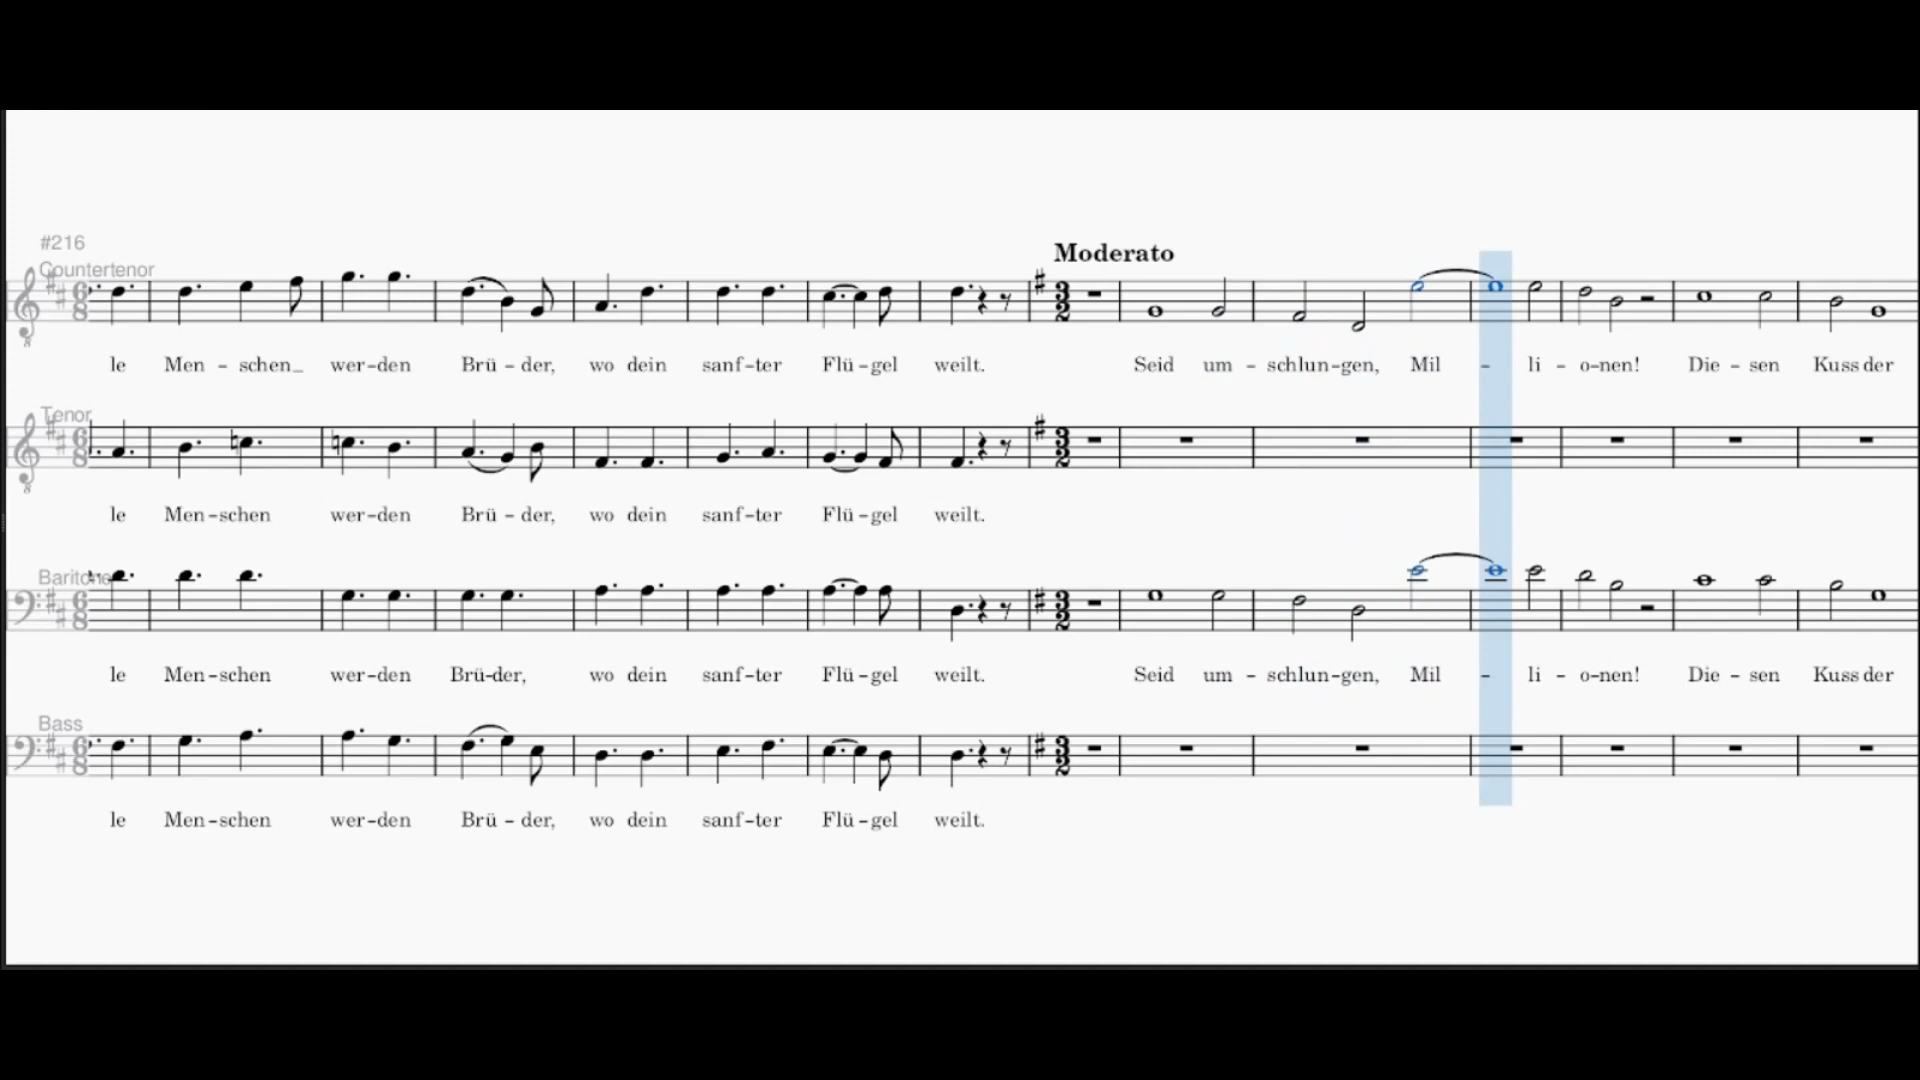 #216
Moderato
Countertenor
le Men - schen_ wer-den Brü - der, wo dein sanf-ter Flü-gel weilt. Seid um - schlun-gen, Mil - li - o-nen! Die - sen Kuss der
Tenor
le Men-schen wer-den Brü - der, wo dein sanf-ter Flü-gel weilt.
Baritone
le Men-schen wer-den Brü-der, wo dein sanf-ter Flü-gel weilt. Seid um - schlun-gen, Mil - li - o-nen! Die - sen Kuss der
Bass
le Men-schen wer-den Brü - der, wo dein sanf-ter Flü-gel weilt.